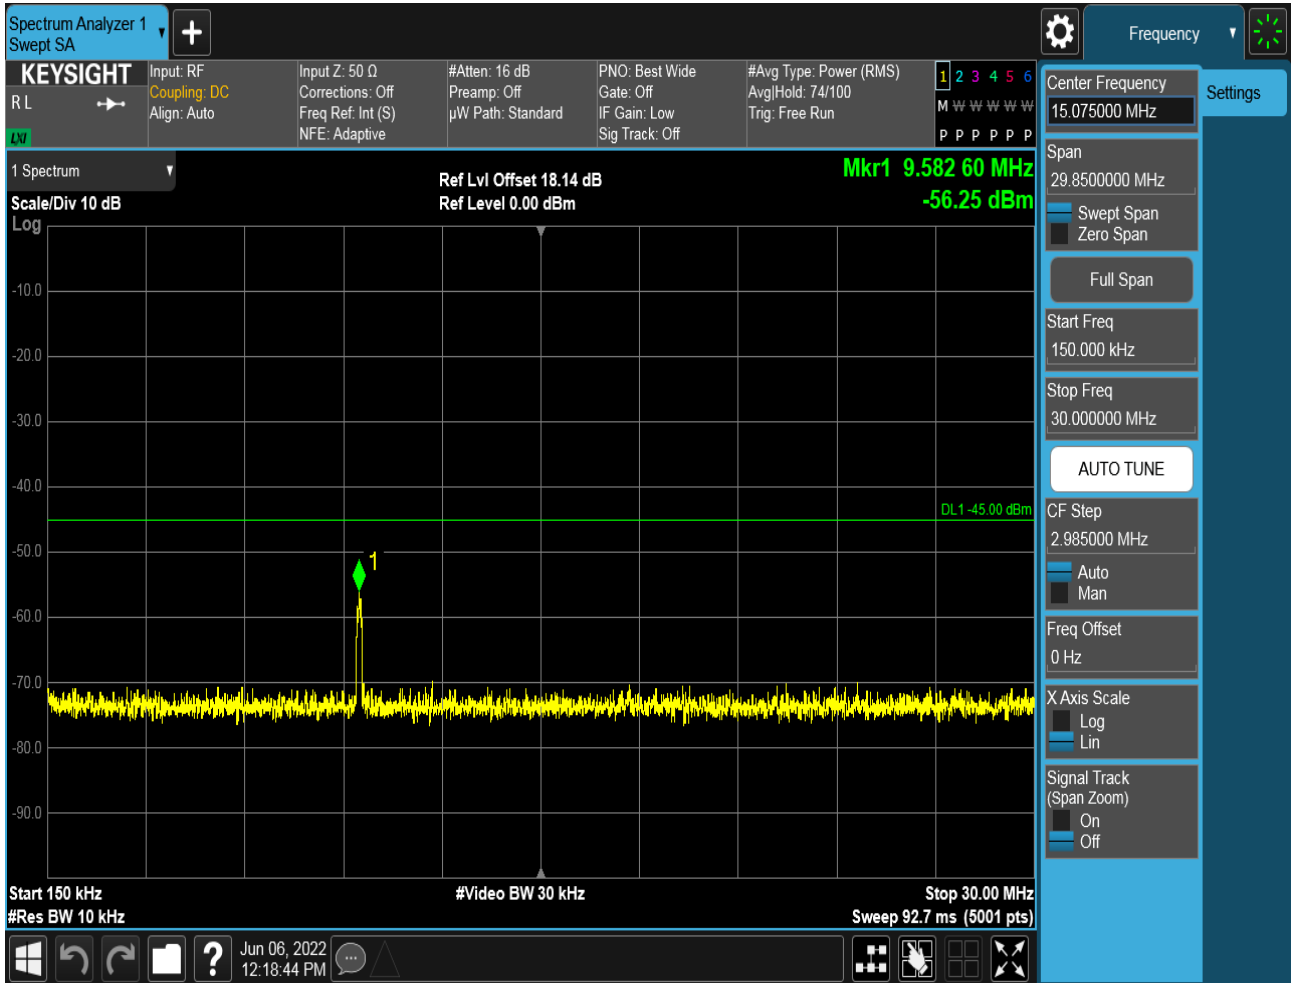 Spectrum Analyzer 1
Swept SA
Frequency
KEYSIGHT
R L
LXI
Input: RF
Coupling: DC
Align: Auto
Input Z: 50 Ω
Corrections: Off
Freq Ref: Int (S)
NFE: Adaptive
#Atten: 16 dB
Preamp: Off
µW Path: Standard
PNO: Best Wide
Gate: Off
IF Gain: Low
Sig Track: Off
#Avg Type: Power (RMS)
Avg|Hold: 74/100
Trig: Free Run
1 2 3 4 5 6
M W W W W W
P P P P P P
1 Spectrum
Scale/Div 10 dB
Log
Ref Lvl Offset 18.14 dB
Ref Level 0.00 dBm
Mkr1 9.582 60 MHz
-56.25 dBm
-10.0
-20.0
-30.0
-40.0
DL1 -45.00 dBm
-50.0
1
-60.0
-70.0
-80.0
-90.0
Start 150 kHz
#Video BW 30 kHz
Stop 30.00 MHz
#Res BW 10 kHz
Sweep 92.7 ms (5001 pts)
?
Jun 06, 2022
12:18:44 PM
Center Frequency
15.075000 MHz
Settings
Span
29.8500000 MHz
Swept Span
Zero Span
Full Span
Start Freq
150.000 kHz
Stop Freq
30.000000 MHz
AUTO TUNE
CF Step
2.985000 MHz
Auto
Man
Freq Offset
0 Hz
X Axis Scale
Log
Lin
Signal Track
(Span Zoom)
On
Off